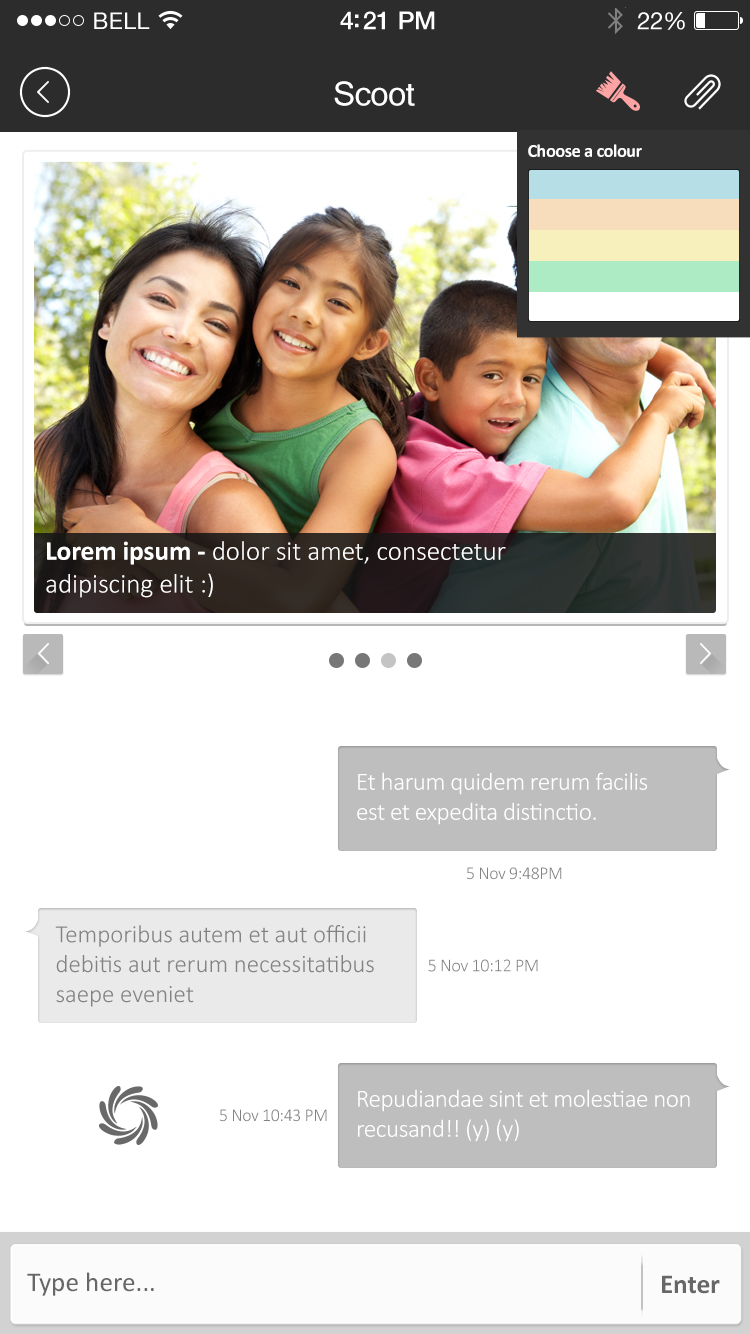 BELL 4:21 PM 22%
Scoot
Choose a colour
Lorem ipsum - dolor sit amet, consectetur
adipiscing elit :)
Et harum quidem rerum facilis
est et expedita distinctio.
5 Nov 9:48PM
Temporibus autem et aut officii
debitis aut rerum necessitatibus
saepe eveniet
5 Nov 10:12 PM
5 Nov 10:43 PM
Repudiandae sint et molestiae non
recusand!! (y) (y)
Type here...
Enter